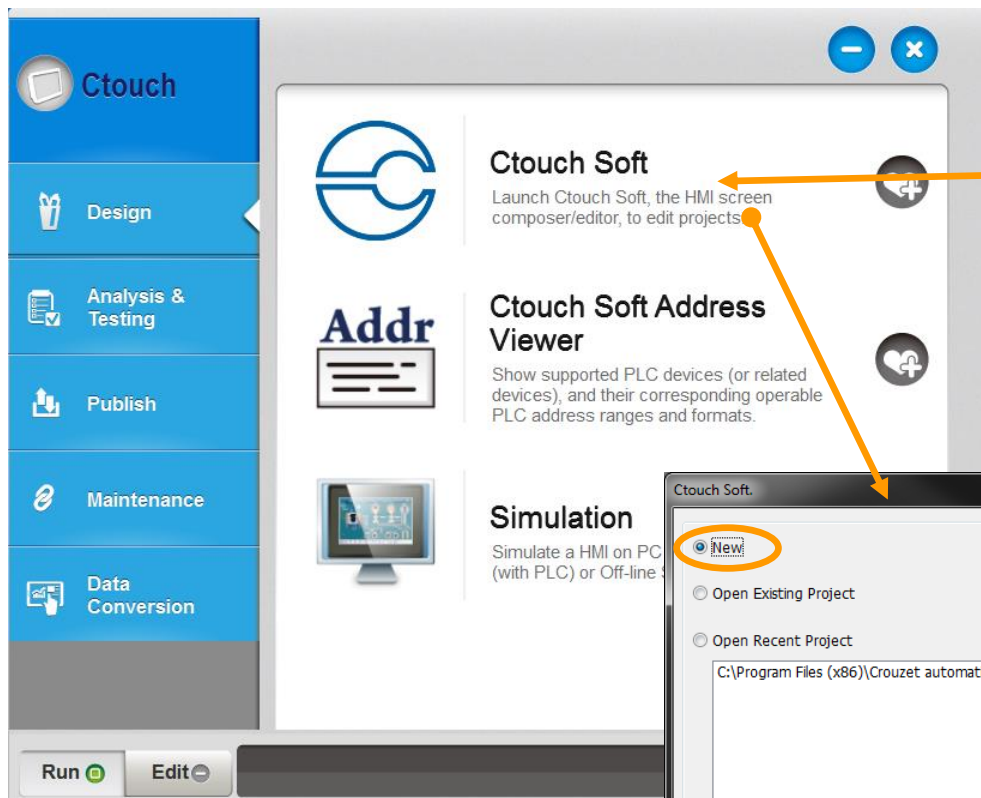 Ctouch
Design
Analysis &
Testing
Publish
Maintenance
Data
Conversion
Ctouch Soft
Launch Ctouch Soft, the HMI screen
composer/editor, to edit projects
Addr
Ctouch Soft Address
Viewer
Show supported PLC devices (or related
devices), and their corresponding operable
PLC address ranges and formats.
Simulation
Simulate a HMI on PC
(with PLC) or Off-line
Ctouch Soft.
New
Open Existing Project
Open Recent Project
C:\Program Files (x86)\Crouzet automat
Run
Edit